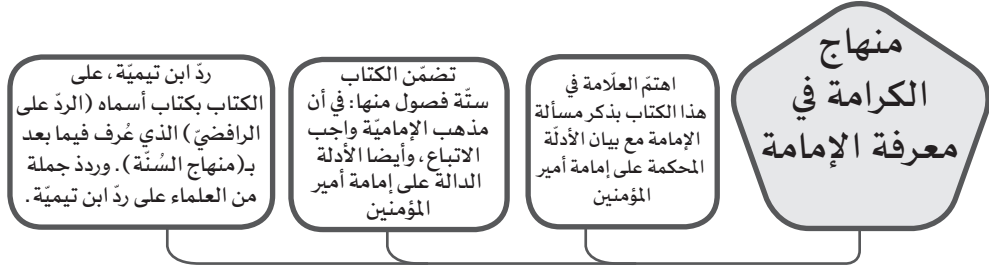 منهاج
الكرامة في
معرفة الإمامة
اهتمَ العلّامة في
هذا الكتاب بذكر مسألة
الإمامة مع بيان الأدلّة
المحكمة على إمامة أمير
المؤمنين
تضمّن الكتاب
ستّة فصول منها: في أن
مذهب الإماميّة واجب
الاتباع، وأيضا الأدلة
الدالة على إمامة أمير
المؤمنين
ردّ ابن تيميّة، على
الكتاب بكتاب أسماه (الردّ على
الرافضيّ) الذي عُرف فيما بعد
بـ(منهاج السُنّة). وردذ جملة
من العلماء على ردّ ابن تيميّة.